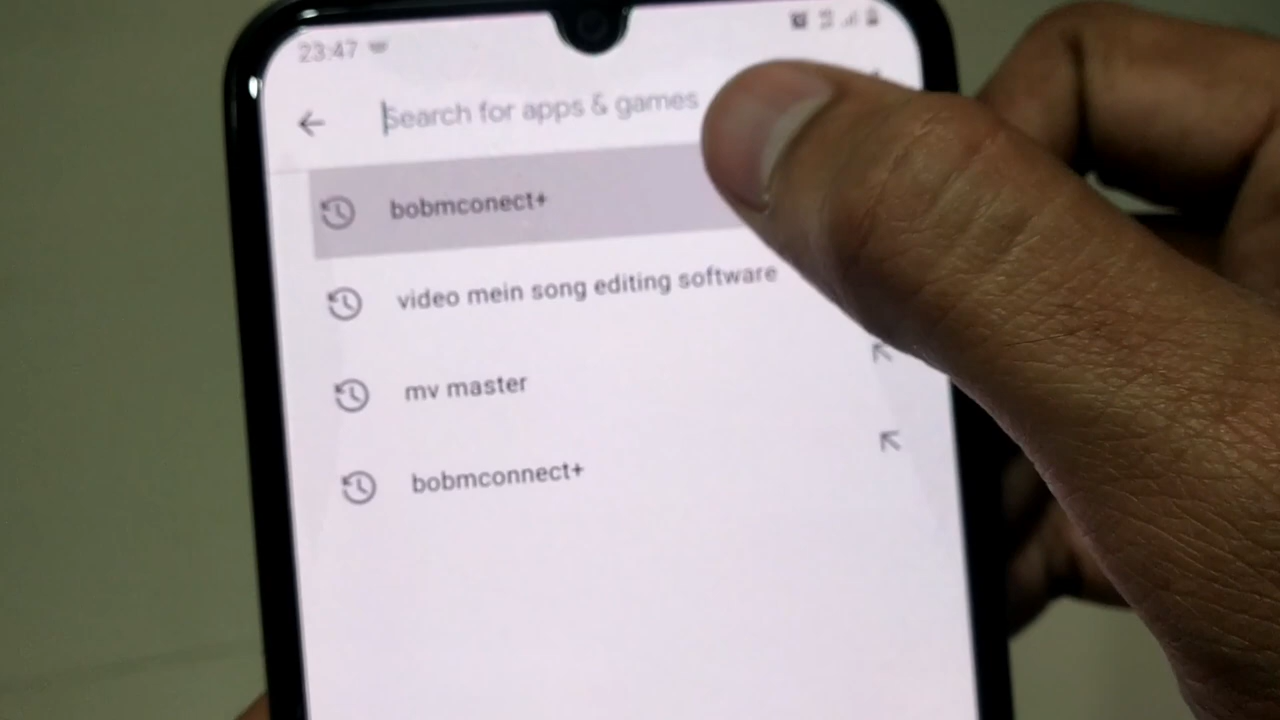 23:47
Search for apps & games
bobmconect+
video mein song editing software
mv master
bobmconnect+